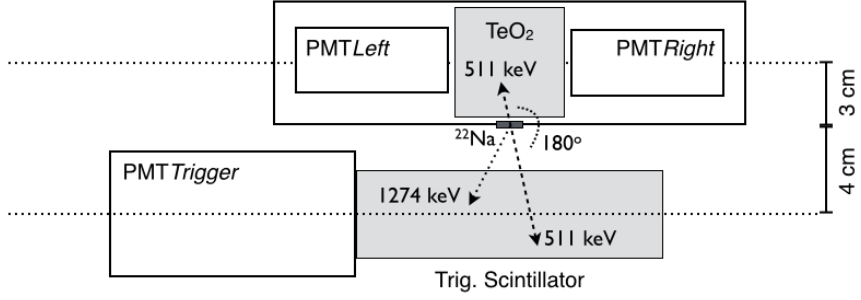 TeO₂
PMTLeft
PMTRight
511 keV
3 cm
²²Na
180°
PMTTrigger
4 cm
1274 keV
511 keV
Trig. Scintillator